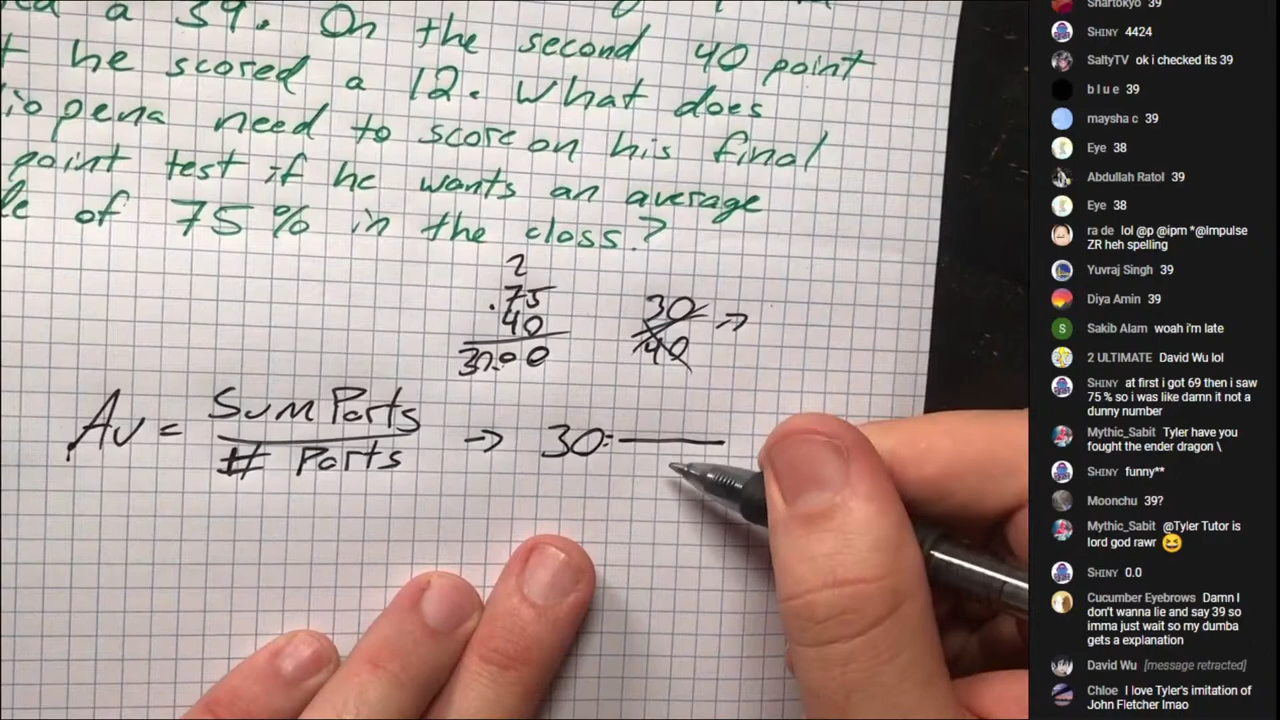 a 39. On the second 40 point
he scored a 12. What does
iopena need to score on his final
point test if he wants an average
of 75% in the class?
2
.75
40
30.00
30
40
→
Av = Sum Parts
# Parts
→ 30=
Shartokyo 39
SHINY 4424
SaltyTV ok i checked its 39
b l u e 39
maysha c 39
Eye 38
Abdullah Ratol 39
Eye 38
ra de lol @p @ipm *@Impulse
ZR heh spelling
Yuvraj Singh 39
Diya Amin 39
S
Sakib Alam woah i'm late
2 ULTIMATE David Wu lol
SHINY at first i got 69 then i saw
75 % so i was like damn it not a
dunny number
Mythic_Sabit Tyler have you
fought the ender dragon \
SHINY funny**
Moonchu 39?
Mythic_Sabit @Tyler Tutor is
lord god rawr 😆
SHINY 0.0
Cucumber Eyebrows Damn I
don't wanna lie and say 39 so
imma just wait so my dumba
gets a explanation
David Wu [message retracted]
Chloe I love Tyler's imitation of
John Fletcher lmao